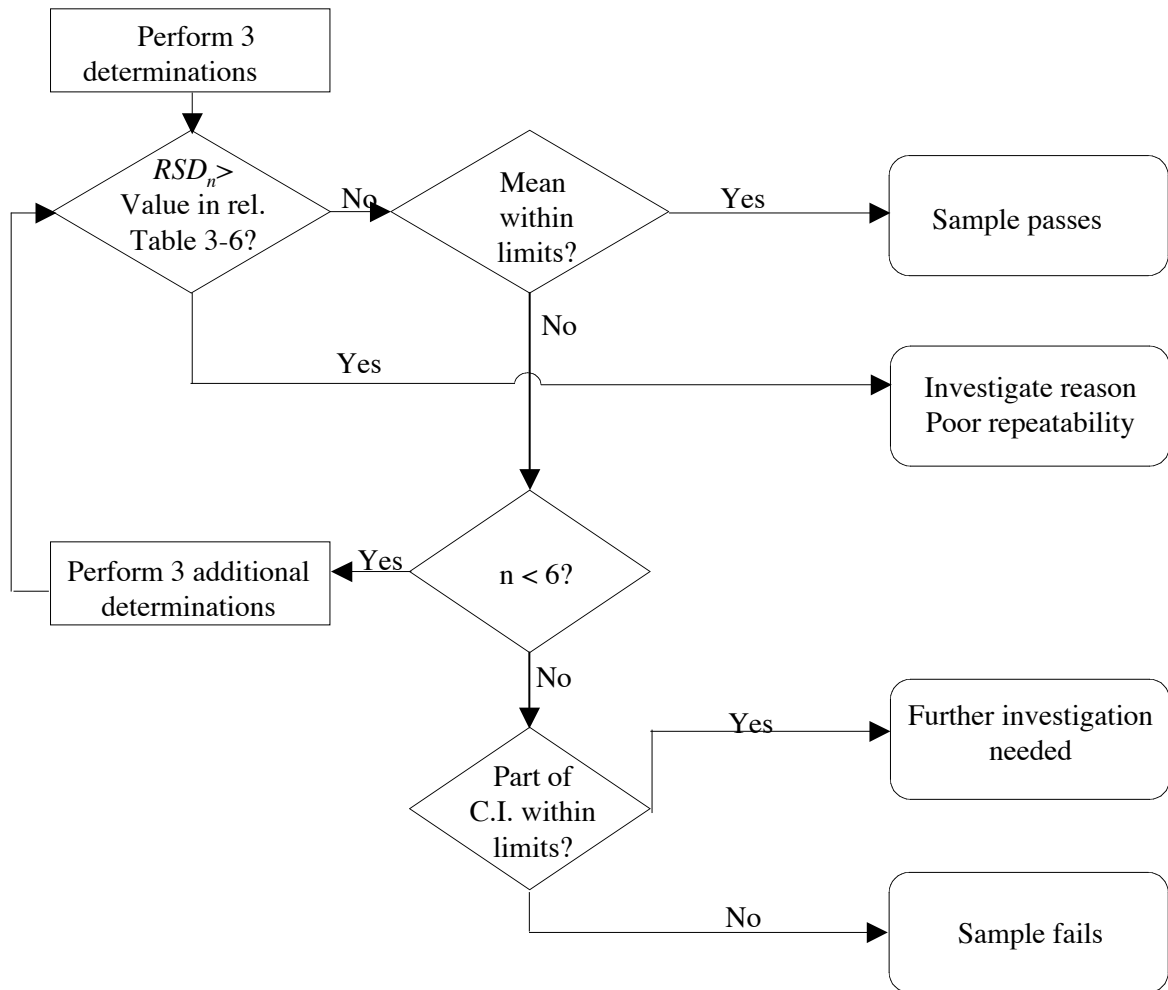 Perform 3
determinations
RSDn>
Value in rel.
Table 3-6?
No
Mean
within
limits?
Yes
Sample passes
No
Yes
Investigate reason
Poor repeatability
Perform 3 additional
determinations
Yes
n < 6?
No
Yes
Further investigation
needed
Part of
C.I. within
limits?
No
Sample fails